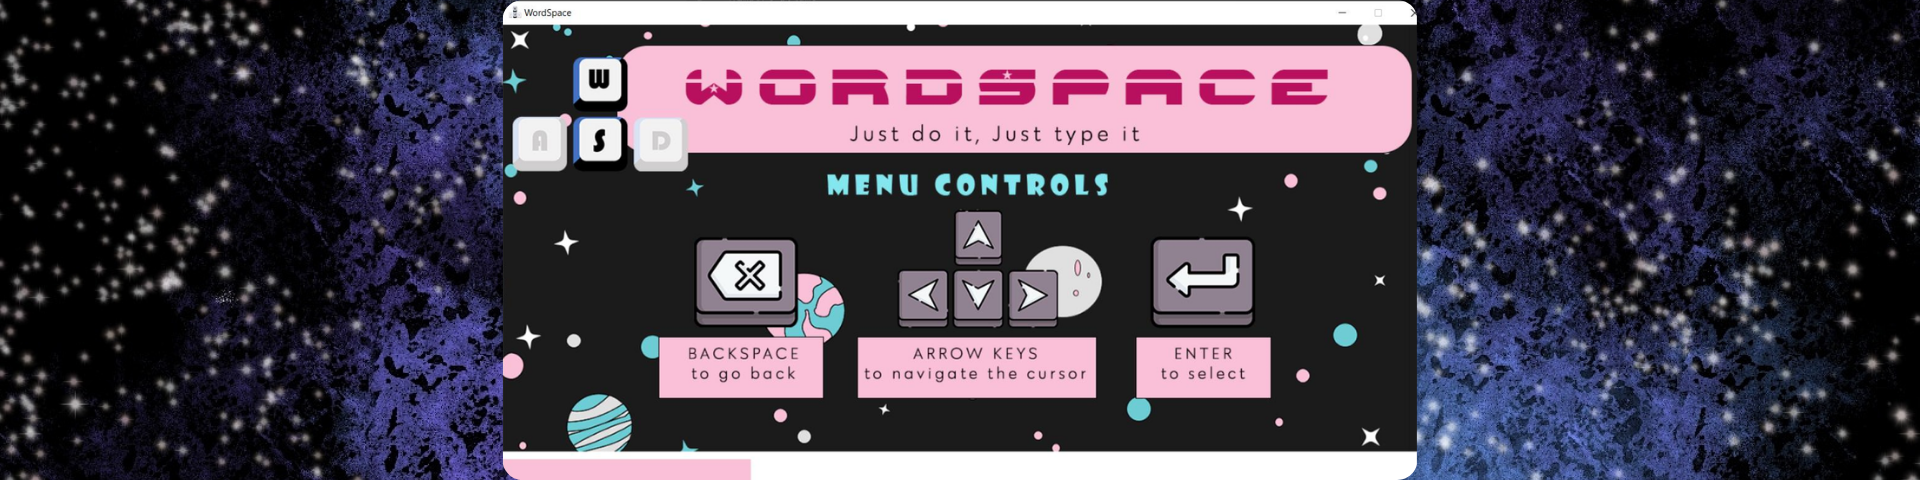 WordSpace
W
WORDSPACE
A S D
Just do it, Just type it
MENU CONTROLS
BACKSPACE
to go back
ARROW KEYS
to navigate the cursor
ENTER
to select